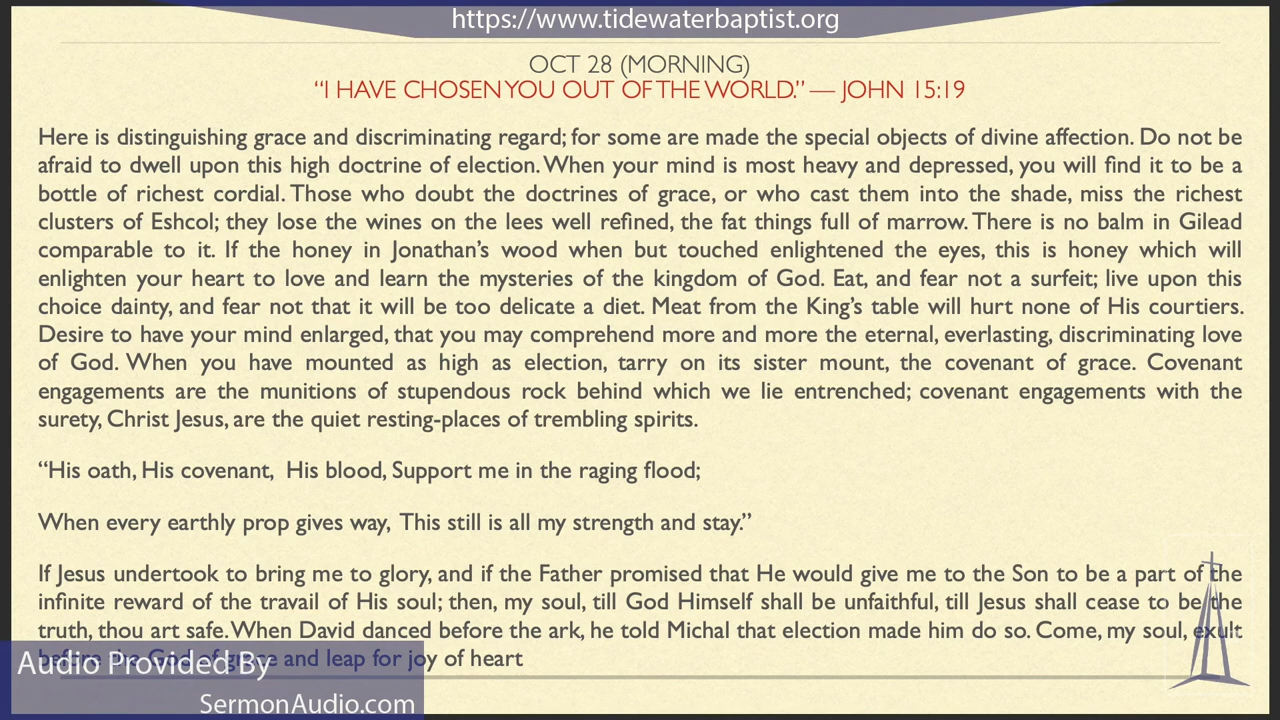 https://www.tidewaterbaptist.org
OCT 28 (MORNING)
“I HAVE CHOSEN YOU OUT OF THE WORLD.” — JOHN 15:19
Here is distinguishing grace and discriminating regard; for some are made the special objects of divine affection. Do not be
afraid to dwell upon this high doctrine of election. When your mind is most heavy and depressed, you will find it to be a
bottle of richest cordial. Those who doubt the doctrines of grace, or who cast them into the shade, miss the richest
clusters of Eshcol; they lose the wines on the lees well refined, the fat things full of marrow. There is no balm in Gilead
comparable to it. If the honey in Jonathan’s wood when but touched enlightened the eyes, this is honey which will
enlighten your heart to love and learn the mysteries of the kingdom of God. Eat, and fear not a surfeit; live upon this
choice dainty, and fear not that it will be too delicate a diet. Meat from the King’s table will hurt none of His courtiers.
Desire to have your mind enlarged, that you may comprehend more and more the eternal, everlasting, discriminating love
of God. When you have mounted as high as election, tarry on its sister mount, the covenant of grace. Covenant
engagements are the munitions of stupendous rock behind which we lie entrenched; covenant engagements with the
surety, Christ Jesus, are the quiet resting-places of trembling spirits.
“His oath, His covenant, His blood, Support me in the raging flood;
When every earthly prop gives way, This still is all my strength and stay.”
If Jesus undertook to bring me to glory, and if the Father promised that He would give me to the Son to be a part of the
infinite reward of the travail of His soul; then, my soul, till God Himself shall be unfaithful, till Jesus shall cease to be the
truth, thou art safe. When David danced before the ark, he told Michal that election made him do so. Come, my soul, exult
before the God of grace and leap for joy of heart
Audio Provided By
SermonAudio.com